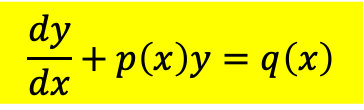 dy/dx + p(x)y = q(x)